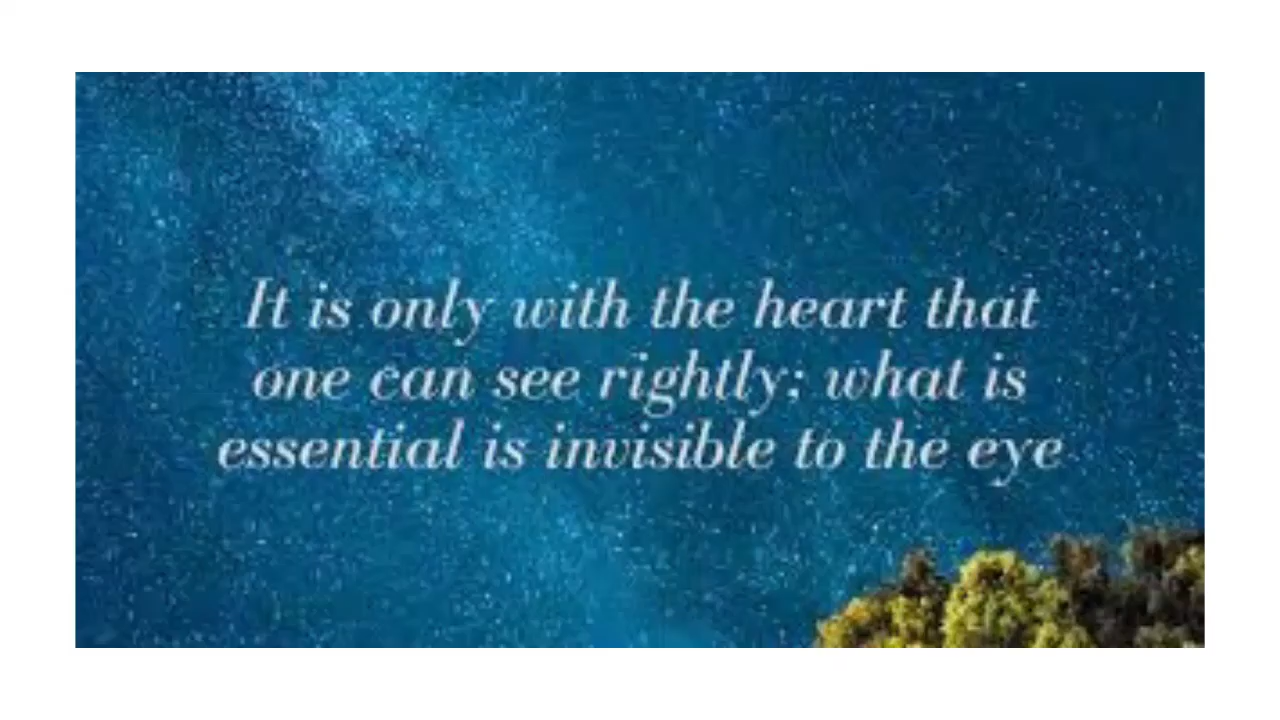 It is only with the heart that
one can see rightly; what is
essential is invisible to the eye